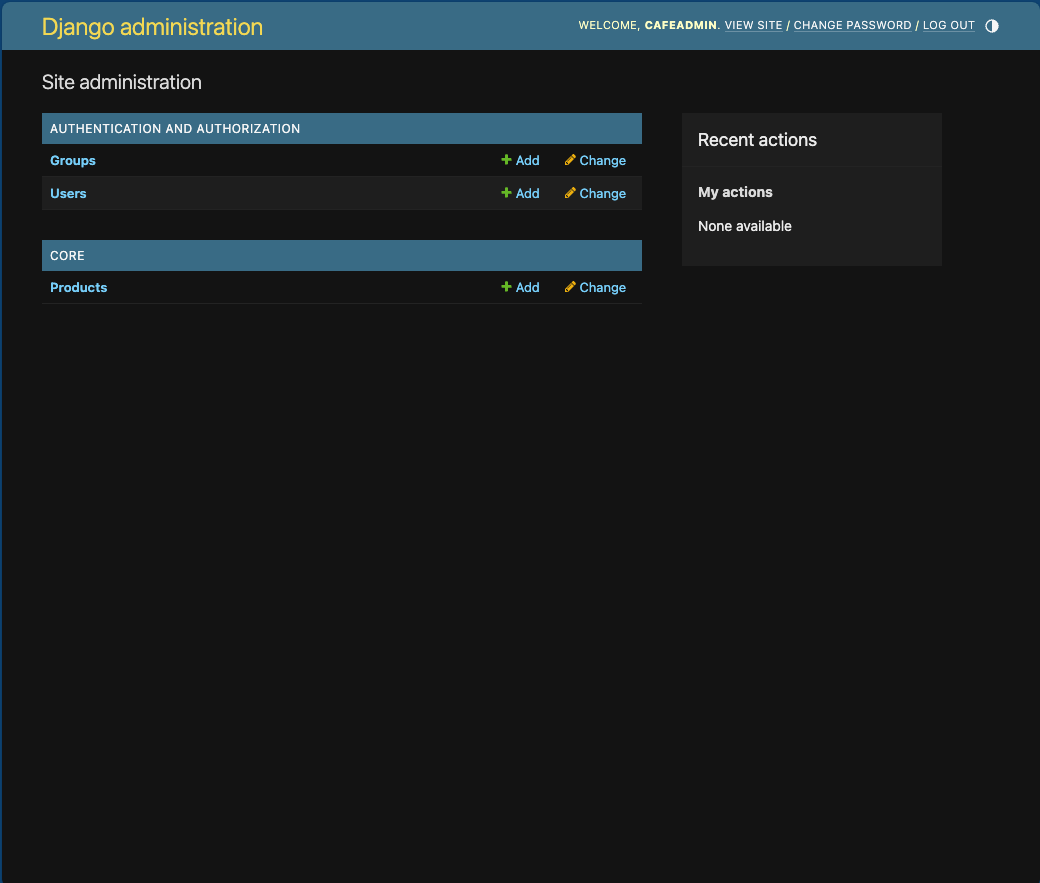 Django administration
WELCOME, CAFEADMIN. VIEW SITE / CHANGE PASSWORD / LOG OUT
Site administration
AUTHENTICATION AND AUTHORIZATION
Groups Add Change
Users Add Change
CORE
Products Add Change
Recent actions
My actions
None available